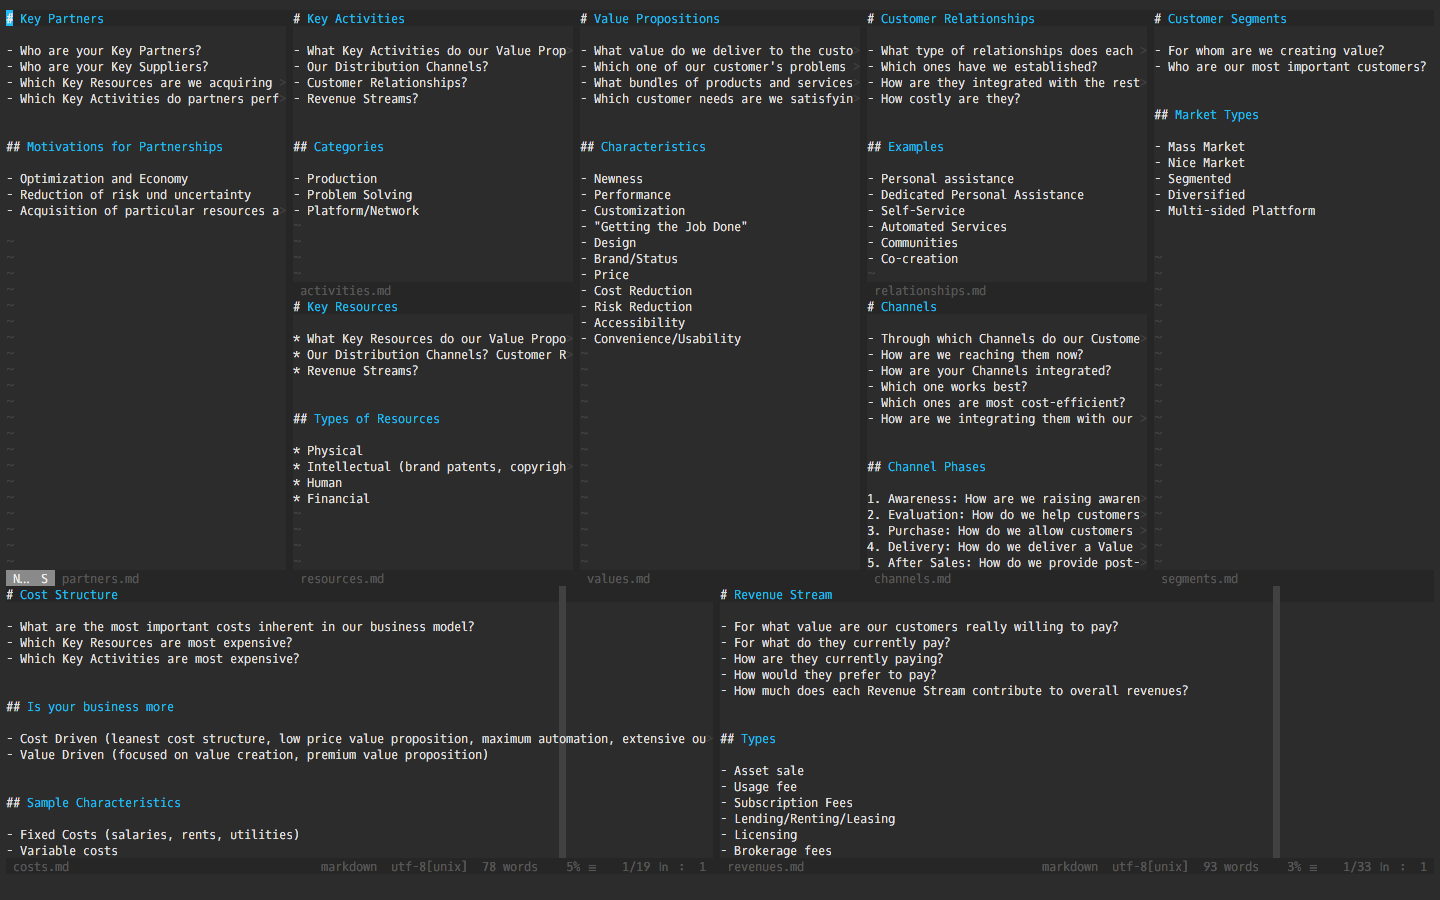 # Key Partners
- Who are your Key Partners?
- Who are your Key Suppliers?
- Which Key Resources are we acquiring
- Which Key Activities do partners perf
## Motivations for Partnerships
- Optimization and Economy
- Reduction of risk und uncertainty
- Acquisition of particular resources a
N… S partners.md
# Key Activities
- What Key Activities do our Value Prop
- Our Distribution Channels?
- Customer Relationships?
- Revenue Streams?
## Categories
- Production
- Problem Solving
- Platform/Network
activities.md
# Key Resources
* What Key Resources do our Value Propo
* Our Distribution Channels? Customer R
* Revenue Streams?
## Types of Resources
* Physical
* Intellectual (brand patents, copyrigh
* Human
* Financial
resources.md
# Value Propositions
- What value do we deliver to the custo
- Which one of our customer's problems
- What bundles of products and services
- Which customer needs are we satisfyin
## Characteristics
- Newness
- Performance
- Customization
- "Getting the Job Done"
- Design
- Brand/Status
- Price
- Cost Reduction
- Risk Reduction
- Accessibility
- Convenience/Usability
values.md
# Customer Relationships
- What type of relationships does each
- Which ones have we established?
- How are they integrated with the rest
- How costly are they?
## Examples
- Personal assistance
- Dedicated Personal Assistance
- Self-Service
- Automated Services
- Communities
- Co-creation
relationships.md
# Channels
- Through which Channels do our Custome
- How are we reaching them now?
- How are your Channels integrated?
- Which one works best?
- Which ones are most cost-efficient?
- How are we integrating them with our
## Channel Phases
1. Awareness: How are we raising awaren
2. Evaluation: How do we help customers
3. Purchase: How do we allow customers
4. Delivery: How do we deliver a Value
5. After Sales: How do we provide post-
channels.md
# Customer Segments
- For whom are we creating value?
- Who are our most important customers?
## Market Types
- Mass Market
- Nice Market
- Segmented
- Diversified
- Multi-sided Plattform
segments.md
# Cost Structure
- What are the most important costs inherent in our business model?
- Which Key Resources are most expensive?
- Which Key Activities are most expensive?
## Is your business more
- Cost Driven (leanest cost structure, low price value proposition, maximum automation, extensive ou
- Value Driven (focused on value creation, premium value proposition)
## Sample Characteristics
- Fixed Costs (salaries, rents, utilities)
- Variable costs
costs.md markdown utf-8[unix] 78 words 5% ≡ 1/19 ln : 1
# Revenue Stream
- For what value are our customers really willing to pay?
- For what do they currently pay?
- How are they currently paying?
- How would they prefer to pay?
- How much does each Revenue Stream contribute to overall revenues?
## Types
- Asset sale
- Usage fee
- Subscription Fees
- Lending/Renting/Leasing
- Licensing
- Brokerage fees
revenues.md markdown utf-8[unix] 93 words 3% ≡ 1/33 ln : 1